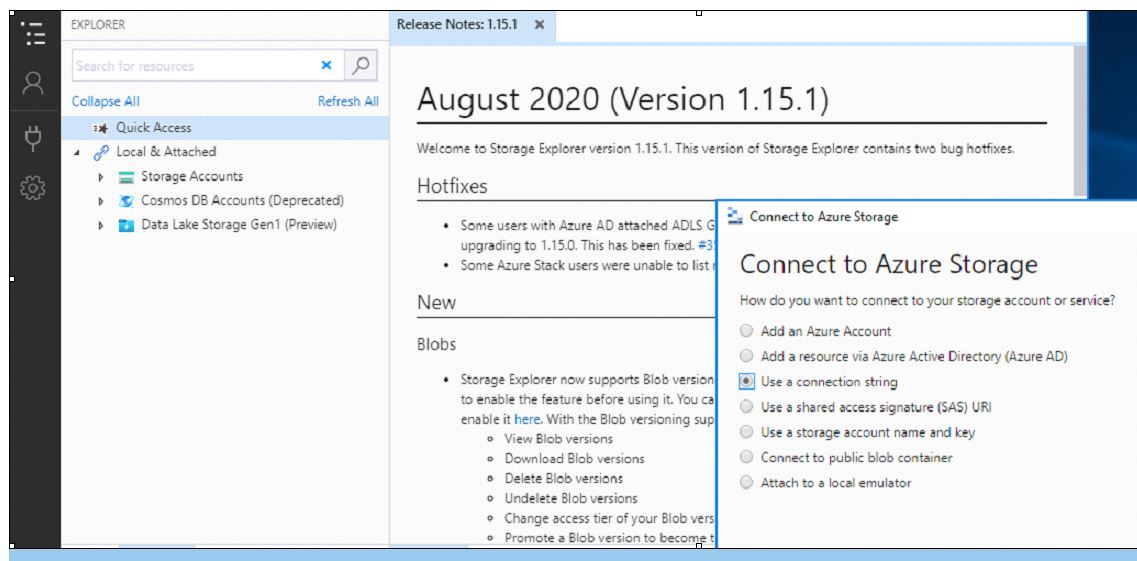 EXPLORER
Search for resources
Collapse All
Refresh All
Quick Access
Local & Attached
Storage Accounts
Cosmos DB Accounts (Deprecated)
Data Lake Storage Gen1 (Preview)
Release Notes: 1.15.1
August 2020 (Version 1.15.1)
Welcome to Storage Explorer version 1.15.1. This version of Storage Explorer contains two bug hotfixes.
Hotfixes
Some users with Azure AD attached ADLS G
upgrading to 1.15.0. This has been fixed.
Some Azure Stack users were unable to list
New
Blobs
Storage Explorer now supports Blob version
to enable the feature before using it. You ca
enable it here. With the Blob versioning sup
View Blob versions
Download Blob versions
Delete Blob versions
Undelete Blob versions
Change access tier of your Blob vers
Promote a Blob version to become t
Connect to Azure Storage
Connect to Azure Storage
How do you want to connect to your storage account or service?
Add an Azure Account
Add a resource via Azure Active Directory (Azure AD)
Use a connection string
Use a shared access signature (SAS) URI
Use a storage account name and key
Connect to public blob container
Attach to a local emulator